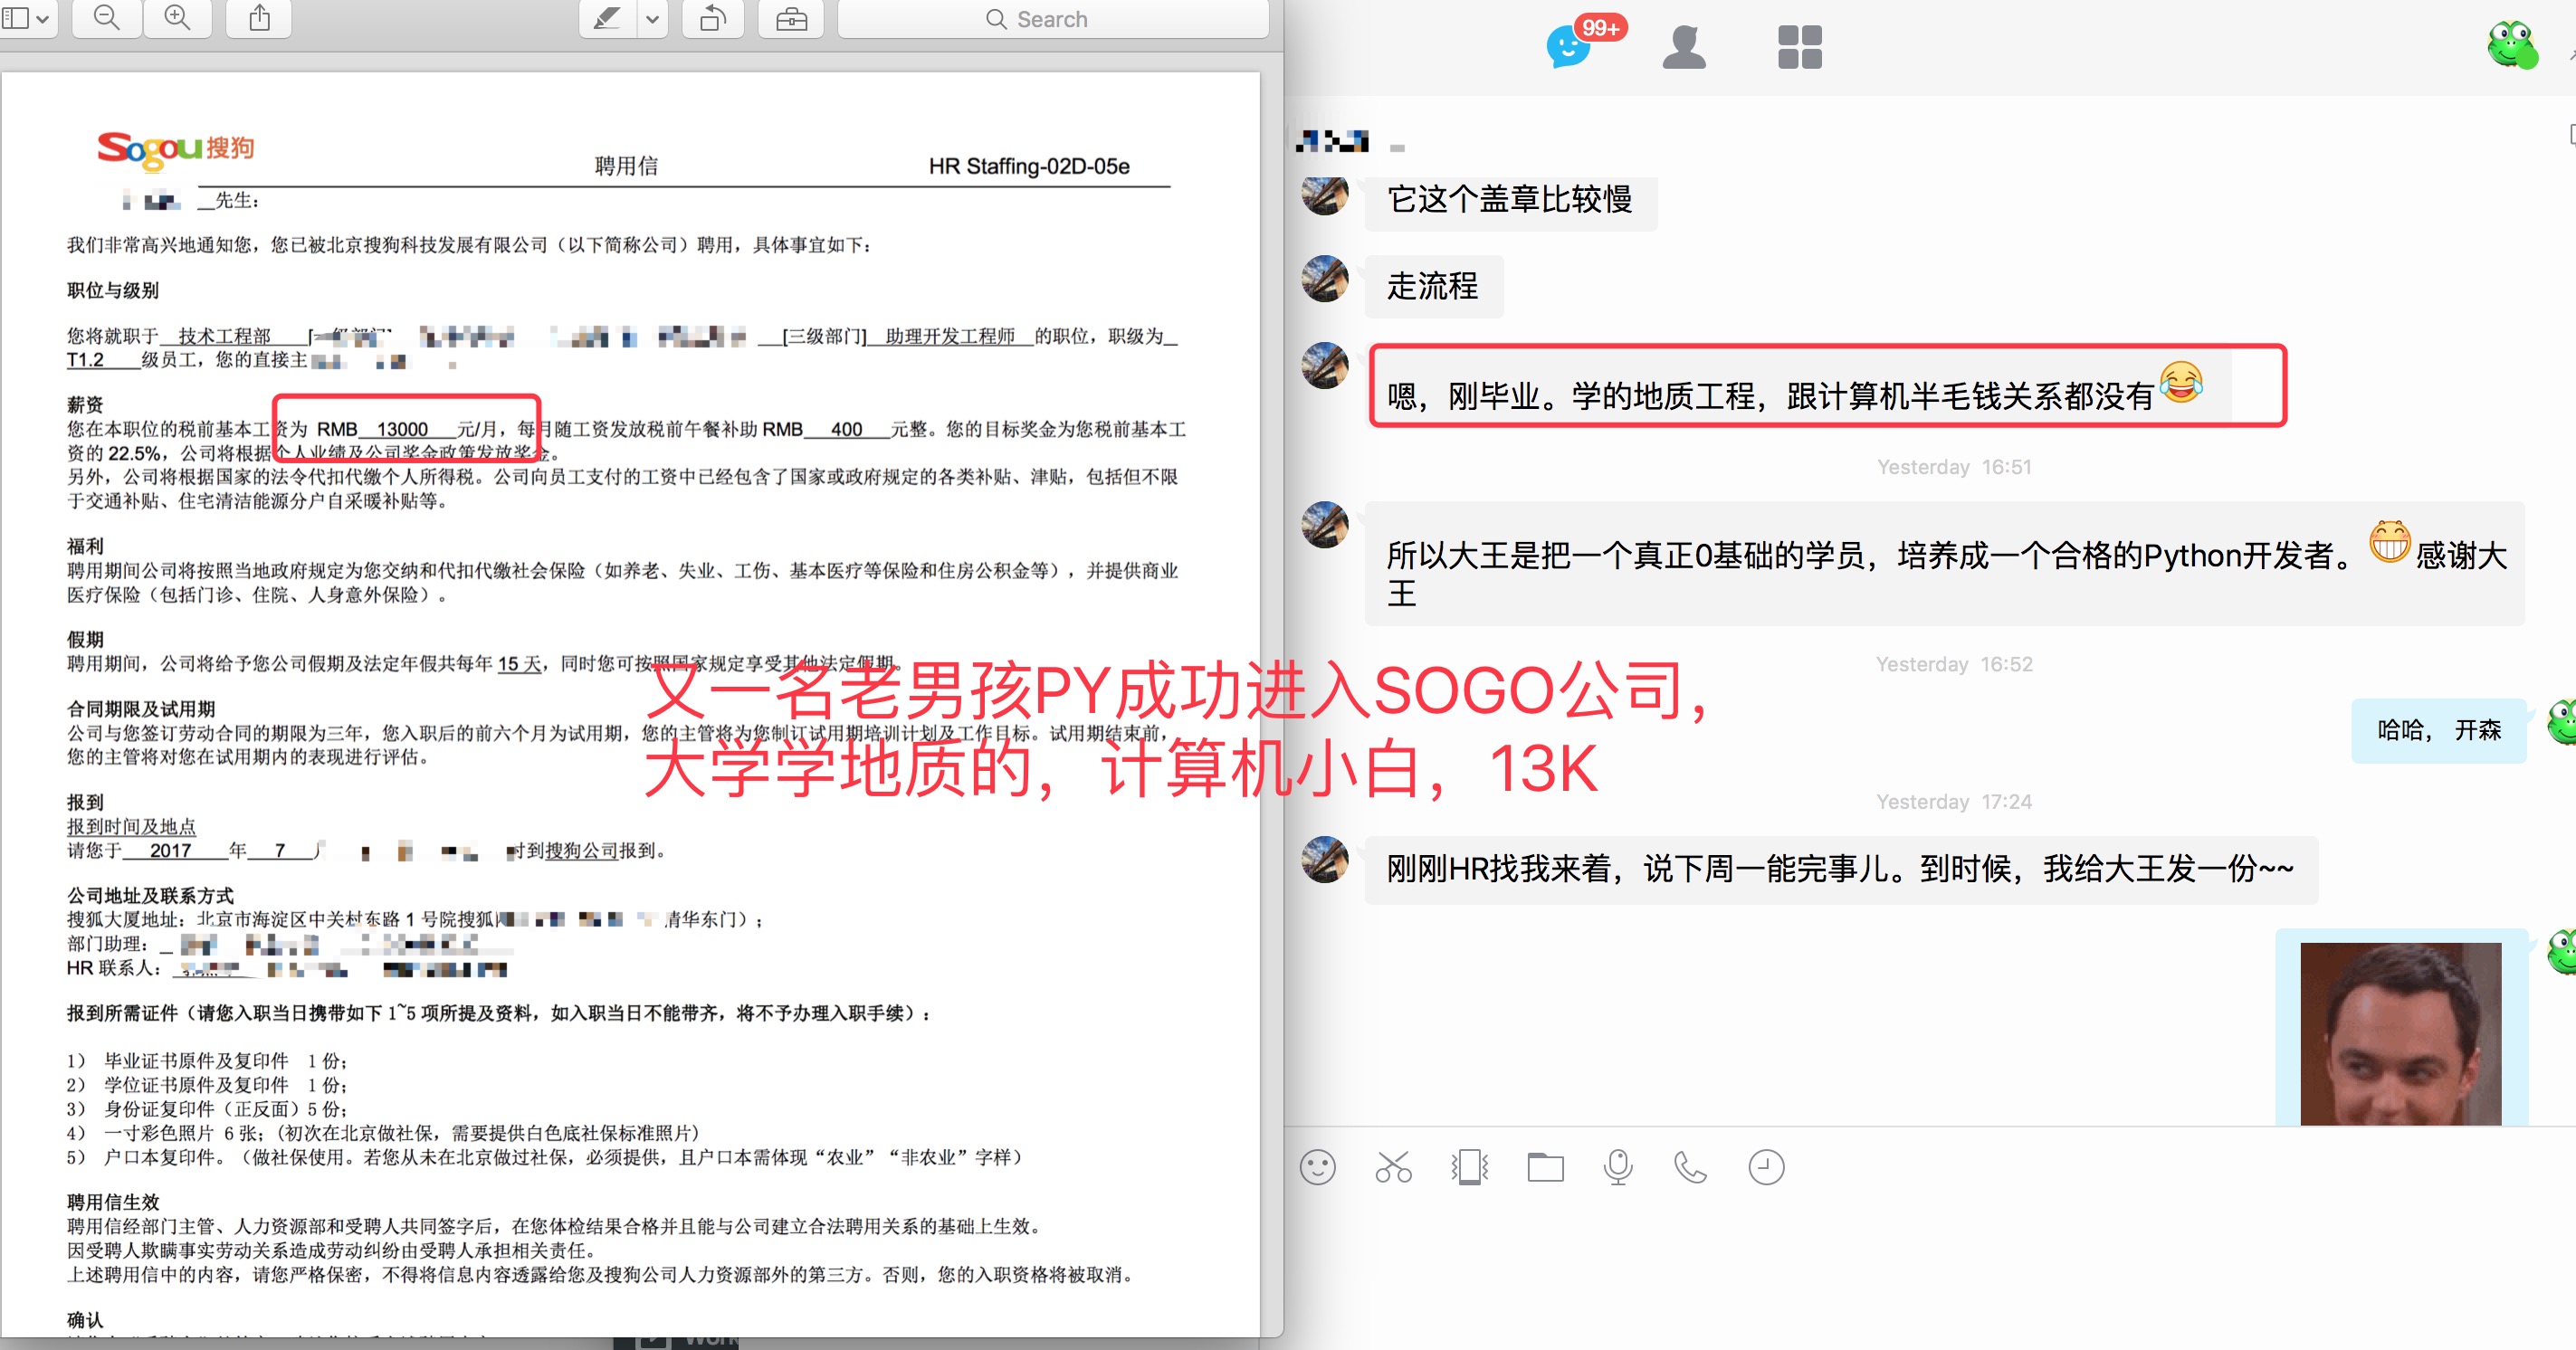 Search
Sogou搜狗
聘用信
HR Staffing-02D-05e
先生：
我们非常高兴地通知您，您已被北京搜狗科技发展有限公司（以下简称公司）聘用，具体事宜如下：
职位与级别
您将就职于 技术工程部 [一级部门] [三级部门] 助理开发工程师 的职位，职级为
T1.2 级员工，您的直接主
薪资
您在本职位的税前基本工资为 RMB 13000 元/月，每月随工资发放税前午餐补助 RMB 400 元整。您的目标奖金为您税前基本工
资的 22.5%，公司将根据个人业绩及公司奖金政策发放奖金。
另外，公司将根据国家的法令代扣代缴个人所得税。公司向员工支付的工资中已经包含了国家或政府规定的各类补贴、津贴，包括但不限
于交通补贴、住宅清洁能源分户自采暖补贴等。
福利
聘用期间公司将按照当地政府规定为您交纳和代扣代缴社会保险（如养老、失业、工伤、基本医疗等保险和住房公积金等），并提供商业
医疗保险（包括门诊、住院、人身意外保险）。
假期
聘用期间，公司将给予您公司假期及法定年假共每年 15 天，同时您可按照国家规定享受其他法定假期。
又一名老男孩PY成功进入SOGO公司，
大学学地质的，计算机小白，13K
合同期限及试用期
公司与您签订劳动合同的期限为三年，您入职后的前六个月为试用期，您的主管将为您制订试用期培训计划及工作目标。试用期结束前，
您的主管将对您在试用期内的表现进行评估。
报到
报到时间及地点
请您于 2017 年 7 时到搜狗公司报到。
公司地址及联系方式
搜狐大厦地址：北京市海淀区中关村东路 1 号院搜狐 清华东门）；
部门助理：
HR 联系人：
报到所需证件（请您入职当日携带如下 1~5 项所提及资料，如入职当日不能带齐，将不予办理入职手续）：
1） 毕业证书原件及复印件 1 份；
2） 学位证书原件及复印件 1 份；
3） 身份证复印件（正反面）5 份；
4） 一寸彩色照片 6 张；(初次在北京做社保，需要提供白色底社保标准照片)
5） 户口本复印件。（做社保使用。若您从未在北京做过社保，必须提供，且户口本需体现“农业”“非农业”字样）
聘用信生效
聘用信经部门主管、人力资源部和受聘人共同签字后，在您体检结果合格并且能与公司建立合法聘用关系的基础上生效。
因受聘人欺瞒事实劳动关系造成劳动纠纷由受聘人承担相关责任。
上述聘用信中的内容，请您严格保密，不得将信息内容透露给您及搜狗公司人力资源部外的第三方。否则，您的入职资格将被取消。
确认
99+
它这个盖章比较慢
走流程
嗯，刚毕业。学的地质工程，跟计算机半毛钱关系都没有
Yesterday 16:51
所以大王是把一个真正0基础的学员，培养成一个合格的Python开发者。感谢大
王
Yesterday 16:52
哈哈， 开森
Yesterday 17:24
刚刚HR找我来着，说下周一能完事儿。到时候，我给大王发一份~~